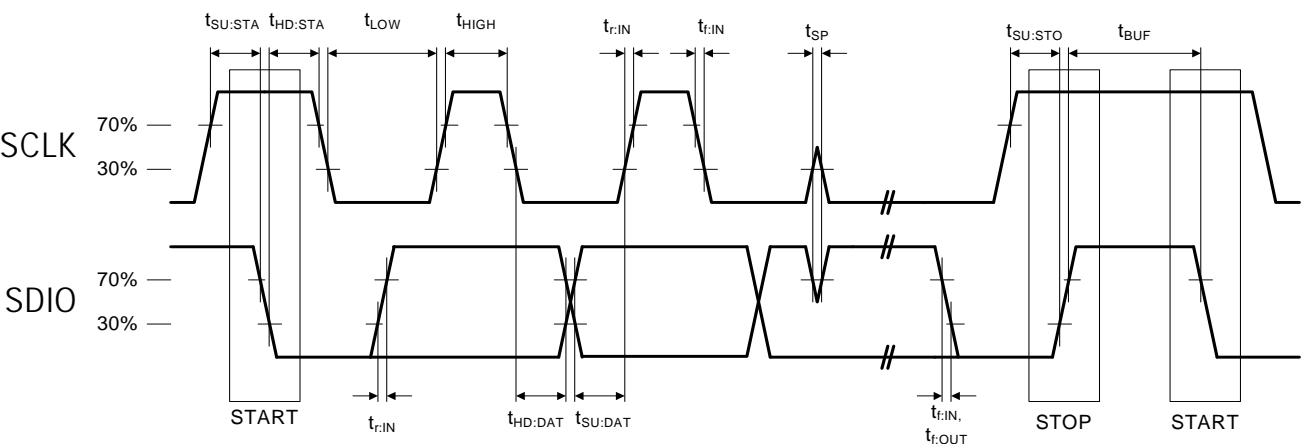 tSU:STA tHD:STA tLOW tHIGH tr:IN tf:IN tSP tSU:STO tBUF
SCLK
70%
30%
SDIO
70%
30%
START
tr:IN
tHD:DAT tSU:DAT
tf:IN,
tf:OUT
STOP
START